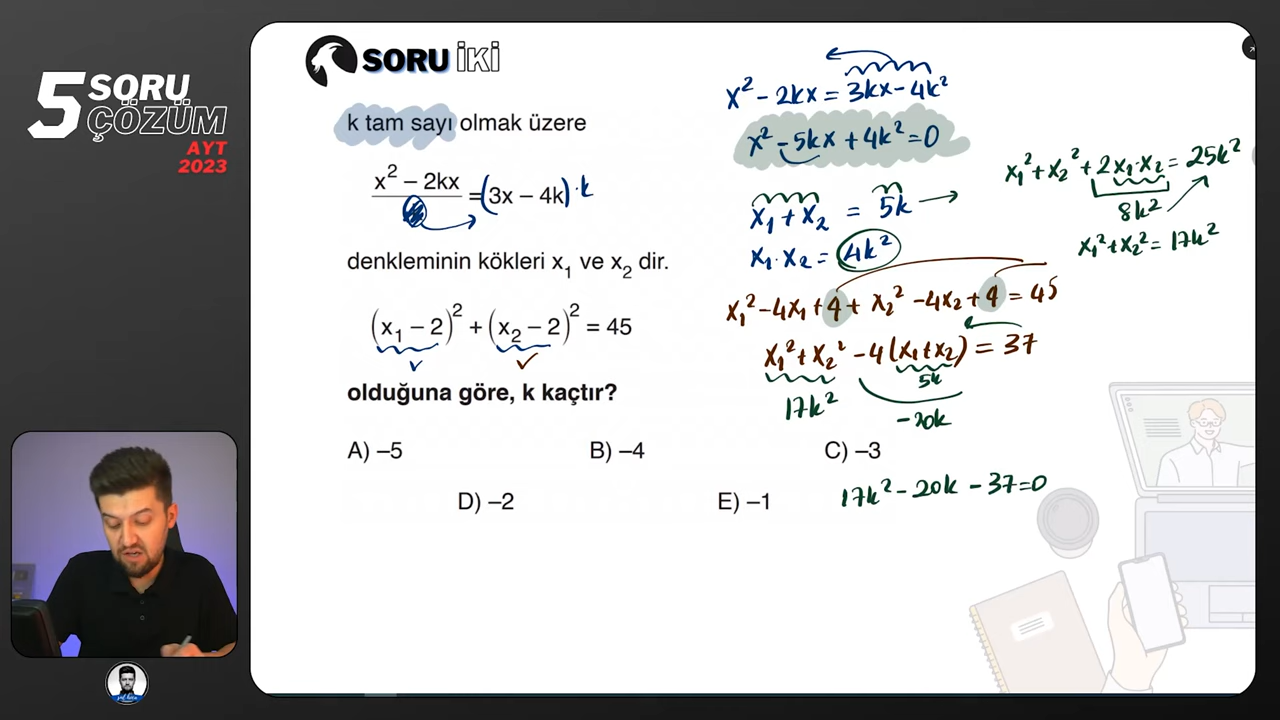 5 SORU
ÇÖZÜM
AYT
2023
SORU İKİ
k tam sayı olmak üzere
x² − 2kx
=(3x − 4k)·k
denkleminin kökleri x₁ ve x₂ dir.
(x₁ − 2)² + (x₂ − 2)² = 45
olduğuna göre, k kaçtır?
A) –5 B) –4 C) –3
D) –2 E) –1
x² − 2kx = 3kx − 4k²
x² − 5kx + 4k² = 0
x₁ + x₂ = 5k
x₁ · x₂ = 4k²
x₁² + x₂² + 2x₁·x₂ = 25k²
8k²
x₁² + x₂² = 17k²
x₁² − 4x₁ + 4 + x₂² − 4x₂ + 4 = 45
x₁² + x₂² − 4(x₁+x₂) = 37
5k
17k²
−20k
17k² − 20k − 37 = 0